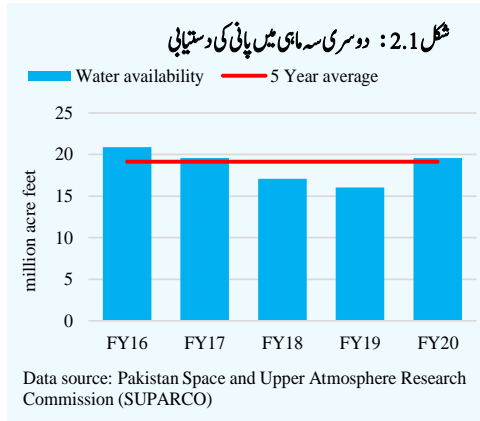 شکل 2.1: دوسری سہ ماہی میں پانی کی دستیابی
Water availability 5 Year average
million acre feet
25
20
15
10
5
0
FY16 FY17 FY18 FY19 FY20
Data source: Pakistan Space and Upper Atmosphere Research
Commission (SUPARCO)